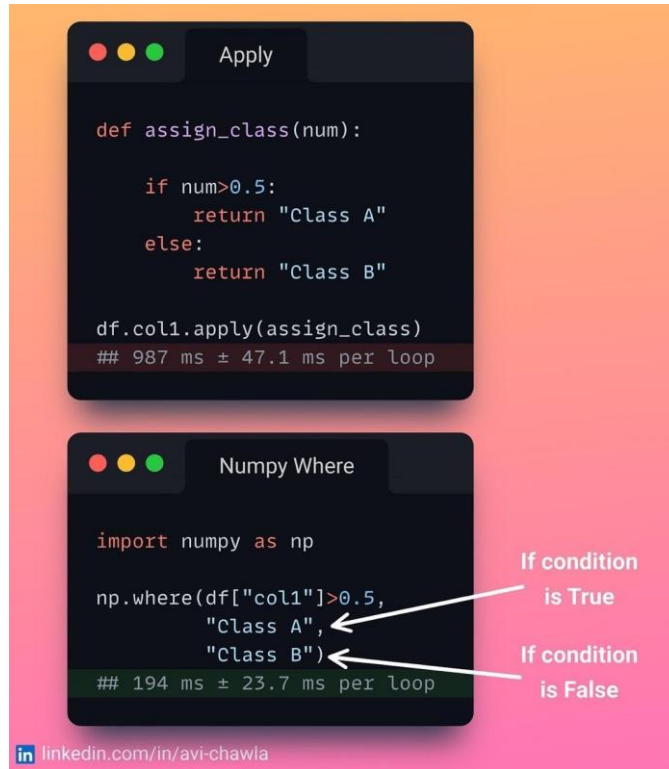 Apply
def assign_class(num):
if num>0.5:
return "Class A"
else:
return "Class B"
df.col1.apply(assign_class)
## 987 ms ± 47.1 ms per loop
Numpy Where
import numpy as np
np.where(df["col1"]>0.5,
"Class A",
"Class B")
## 194 ms ± 23.7 ms per loop
If condition
is True
If condition
is False
in linkedin.com/in/avi-chawla